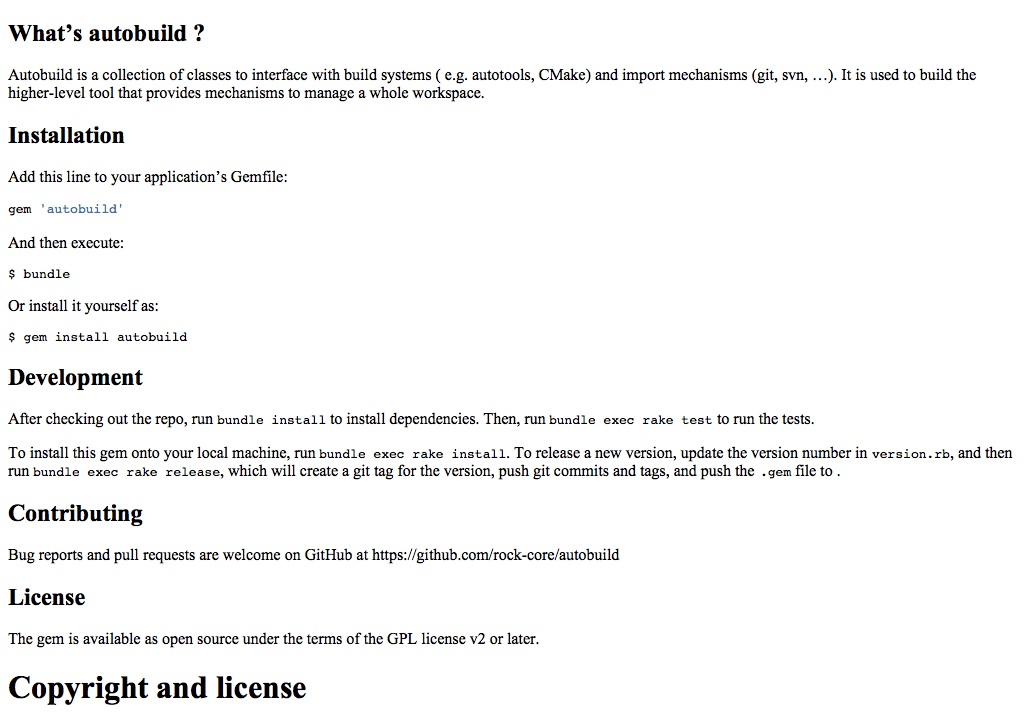 What’s autobuild ?
Autobuild is a collection of classes to interface with build systems ( e.g. autotools, CMake) and import mechanisms (git, svn, …). It is used to build the
higher-level tool that provides mechanisms to manage a whole workspace.
Installation
Add this line to your application’s Gemfile:
gem 'autobuild'
And then execute:
$ bundle
Or install it yourself as:
$ gem install autobuild
Development
After checking out the repo, run bundle install to install dependencies. Then, run bundle exec rake test to run the tests.
To install this gem onto your local machine, run bundle exec rake install. To release a new version, update the version number in version.rb, and then
run bundle exec rake release, which will create a git tag for the version, push git commits and tags, and push the .gem file to .
Contributing
Bug reports and pull requests are welcome on GitHub at https://github.com/rock-core/autobuild
License
The gem is available as open source under the terms of the GPL license v2 or later.
Copyright and license